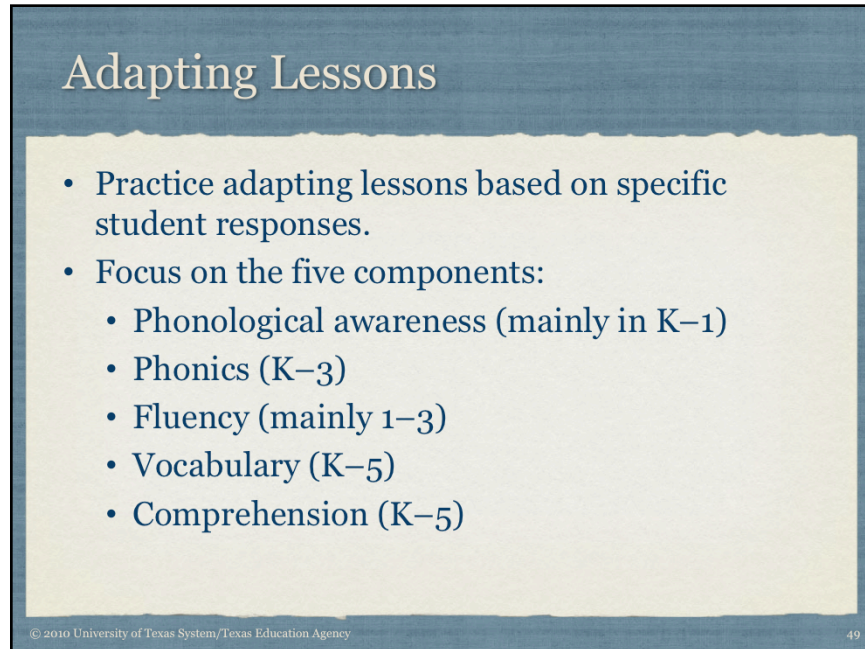 Adapting Lessons
• Practice adapting lessons based on specific
student responses.
• Focus on the five components:
• Phonological awareness (mainly in K–1)
• Phonics (K–3)
• Fluency (mainly 1–3)
• Vocabulary (K–5)
• Comprehension (K–5)
© 2010 University of Texas System/Texas Education Agency
49